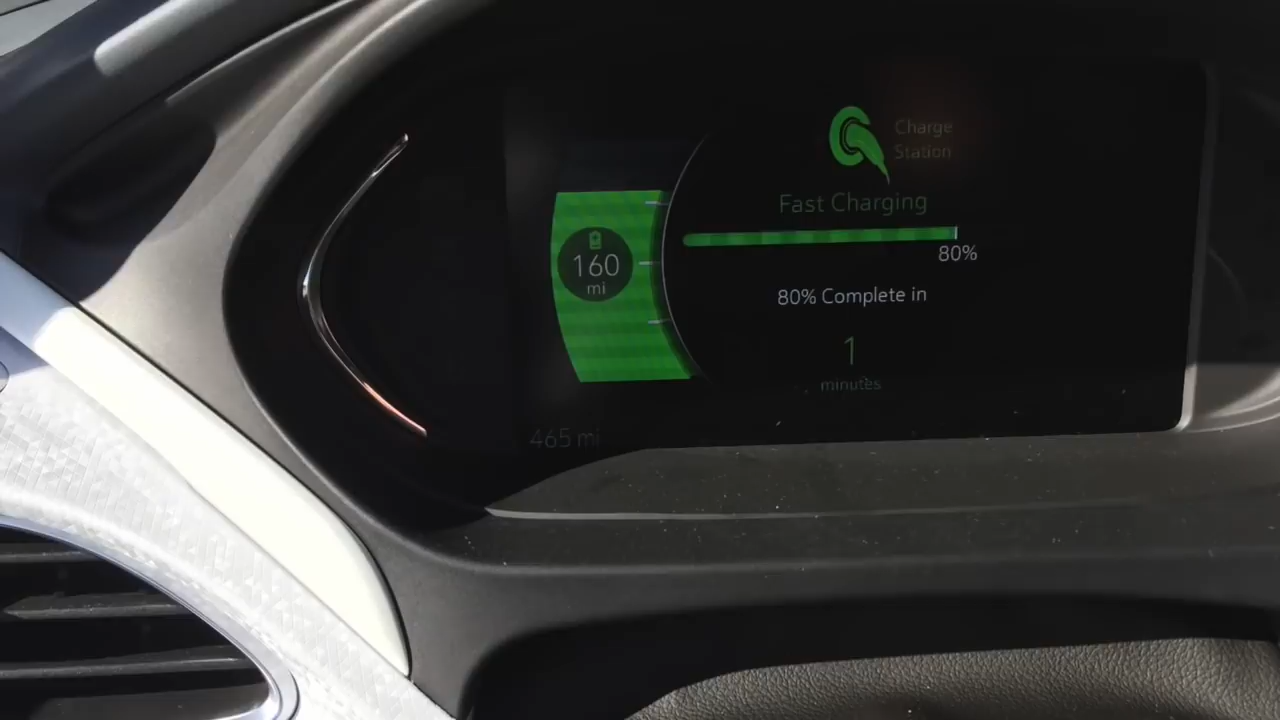 Charge
Station
Fast Charging
80%
160
mi
80% Complete in
1
minutes
465 mi